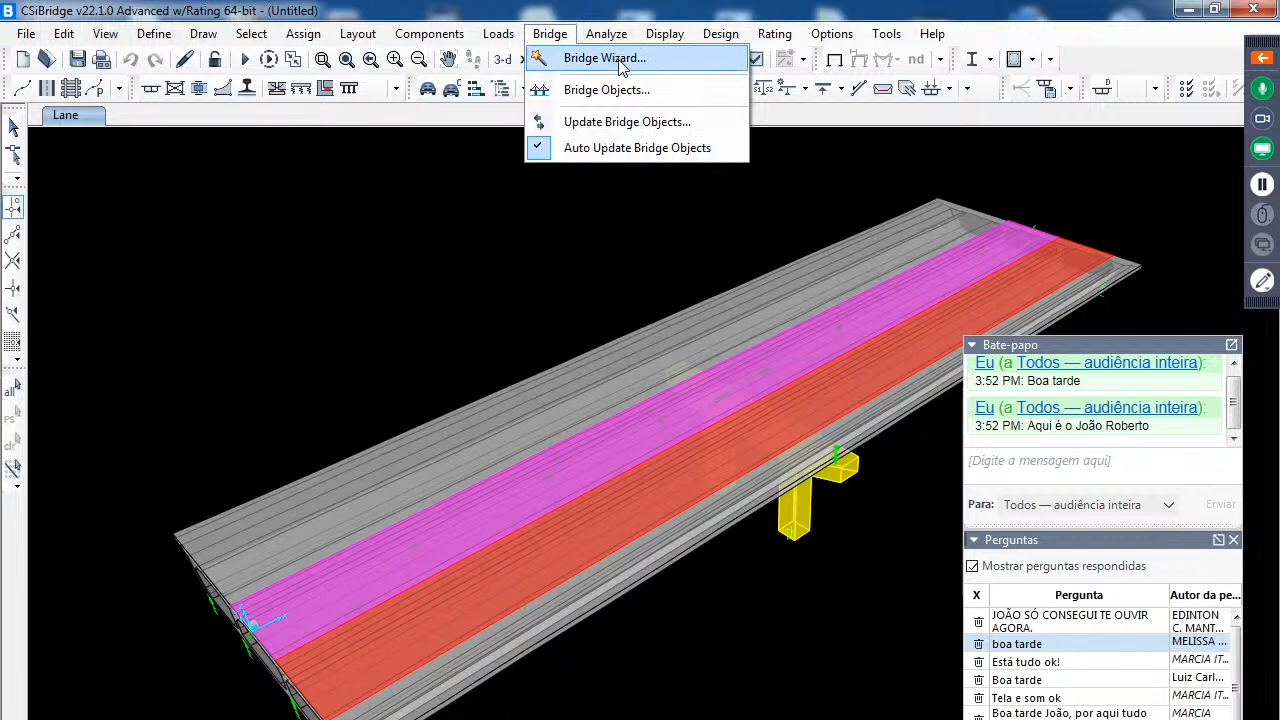 CSiBridge v22.1.0 Advanced w/Rating 64-bit - (Untitled)
File Edit View Define Draw Select Assign Layout Components Loads Bridge Analyze Display Design Rating Options Tools Help
3-d
nd
Bridge Wizard...
Bridge Objects...
Update Bridge Objects...
Auto Update Bridge Objects
Lane
all
PS
clr
Bate-papo
Eu (a Todos — audiência inteira):
3:52 PM: Boa tarde
Eu (a Todos — audiência inteira):
3:52 PM: Aqui é o João Roberto
[Digite a mensagem aqui]
Para: Todos — audiência inteira Enviar
Perguntas
Mostrar perguntas respondidas
X Pergunta Autor da pe...
JOÃO SÓ CONSEGUI TE OUVIR AGORA. EDINTON C. MANT...
boa tarde MELISSA ...
Está tudo ok! MARCIA IT...
Boa tarde Luiz Carl...
Tela e som ok MARCIA IT...
Boa tarde João, por aqui tudo MARCIA